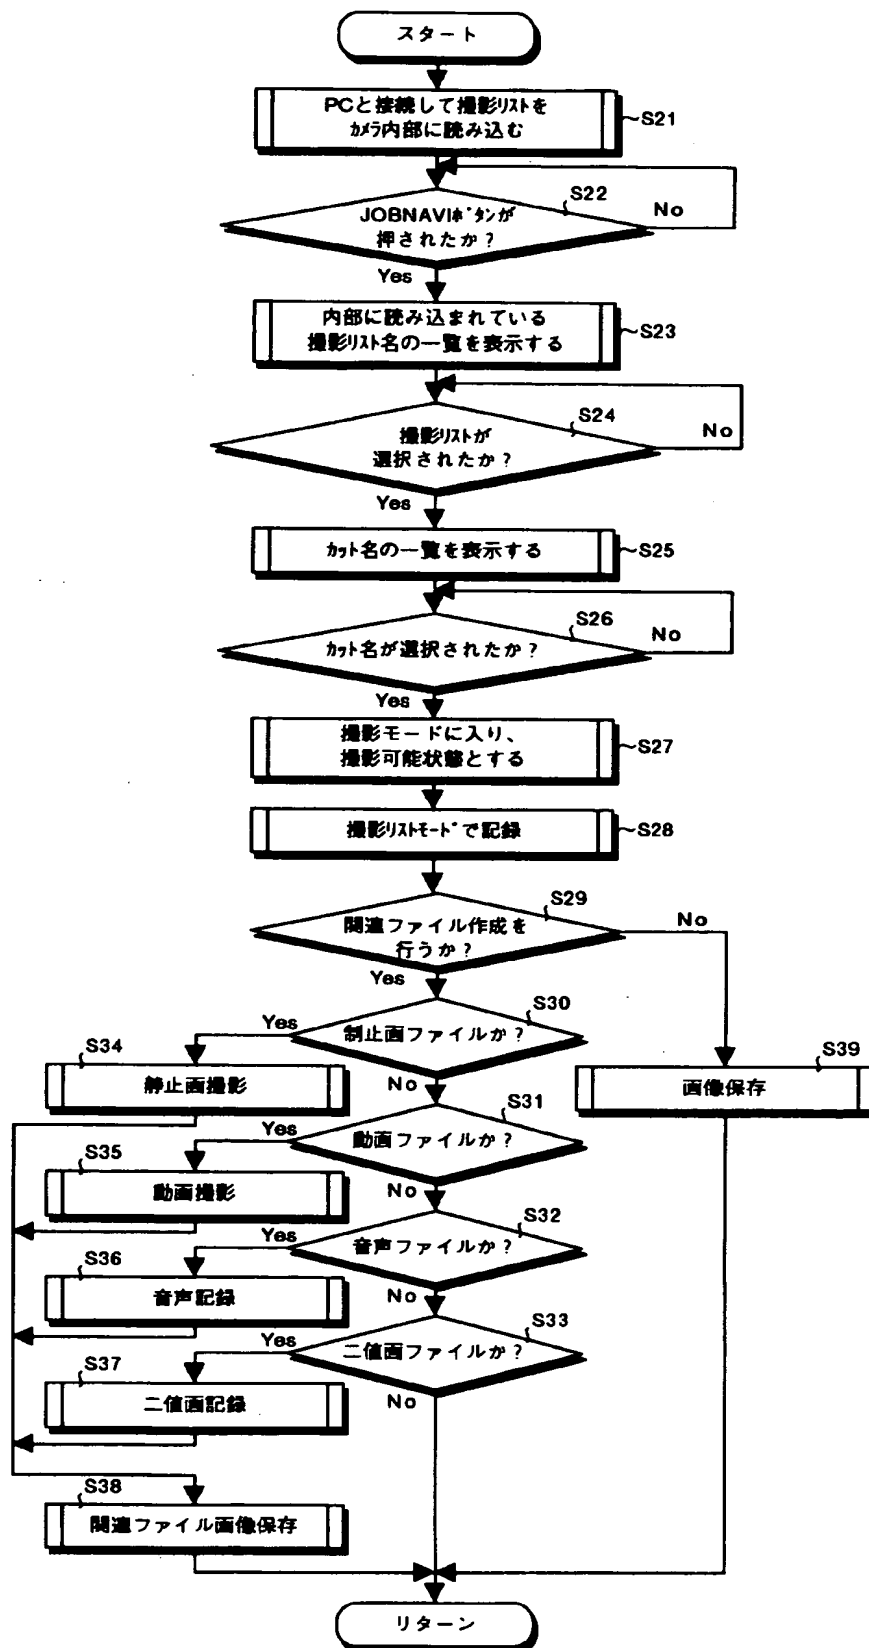 スタート
PCと接続して撮影リストを
カメラ内部に読み込む
~S21
S22
JOBNAVIボタンが
押されたか?
No
Yes
内部に読み込まれている
撮影リスト名の一覧を表示する
~S23
S24
撮影リストが
選択されたか?
No
Yes
カット名の一覧を表示する
~S25
S26
カット名が選択されたか?
No
Yes
撮影モードに入り、
撮影可能状態とする
~S27
撮影リストモードで記録
~S28
S29
関連ファイル作成を
行うか?
No
Yes
S30
制止画ファイルか?
Yes
No
S34
静止画撮影
S39
画像保存
S31
動画ファイルか?
Yes
No
S35
動画撮影
S32
音声ファイルか?
Yes
No
S36
音声記録
S33
二値画ファイルか?
Yes
No
S37
二値画記録
S38
関連ファイル画像保存
リターン